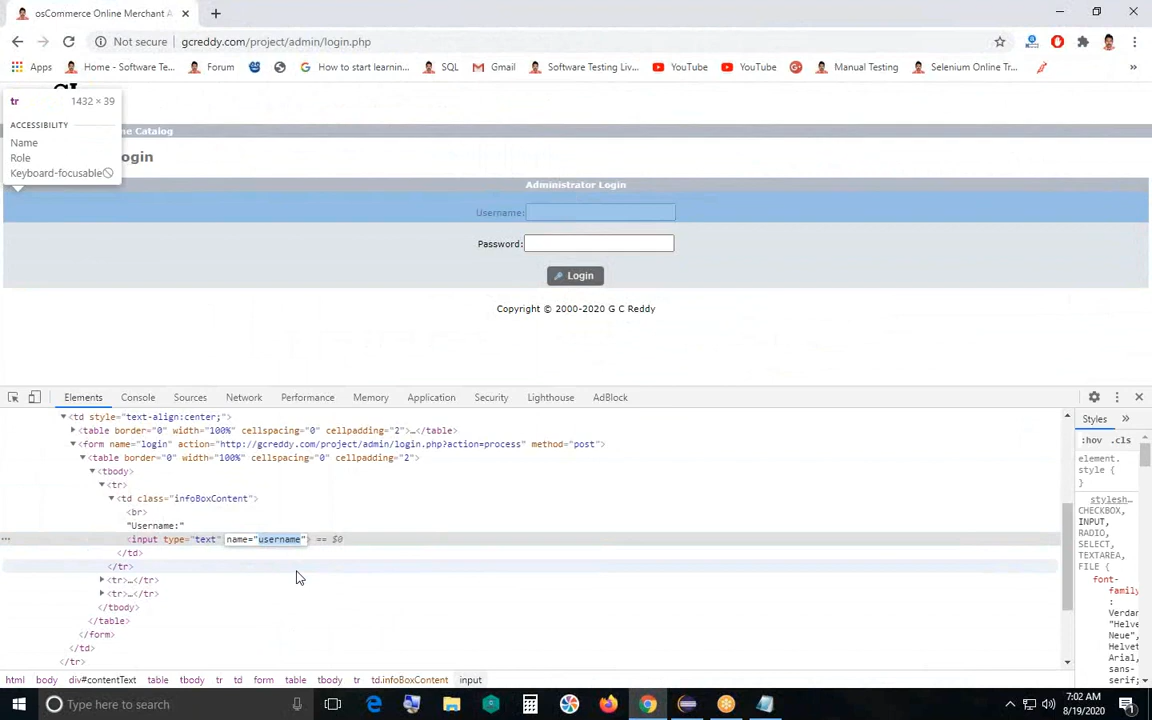 osCommerce Online Merchant A
Not secure gcreddy.com/project/admin/login.php
Apps Home - Software Te... Forum How to start learnin... SQL Gmail Software Testing Liv... YouTube YouTube Manual Testing Selenium Online Tr... »
tr 1432 × 39
ACCESSIBILITY
Name
Role
Keyboard-focusable
ne Catalog
ogin
Administrator Login
Username:
Password:
Login
Copyright © 2000-2020 G C Reddy
Elements Console Sources Network Performance Memory Application Security Lighthouse AdBlock
Styles »
:hov .cls
<td style="text-align:center;">
<table border="0" width="100%" cellspacing="0" cellpadding="2">…</table>
<form name="login" action="http://gcreddy.com/project/admin/login.php?action=process" method="post">
<table border="0" width="100%" cellspacing="0" cellpadding="2">
<tbody>
<tr>
<td class="infoBoxContent">
<br>
"Username:"
<input type="text" name="username"> == $0
</td>
</tr>
<tr>…</tr>
<tr>…</tr>
</tbody>
</table>
</form>
</td>
</tr>
element.
style {
}
stylesh…
CHECKBOX,
INPUT,
RADIO,
SELECT,
TEXTAREA,
FILE {
font-
family
:
Verdan
"Helve
Neue",
Helvet
Arial,
sans-
serif;
html body div#contentText table tbody tr td form table tbody tr td.infoBoxContent input
Type here to search
7:02 AM
8/19/2020
1